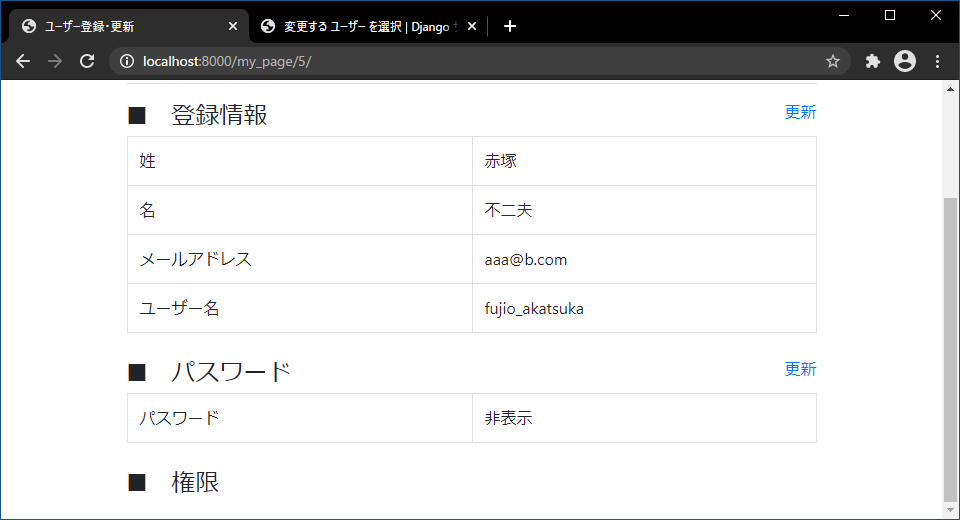 ユーザー登録・更新
変更する ユーザーを選択 | Django サ
localhost:8000/my_page/5/
■ 登録情報 更新
姓 赤塚
名 不二夫
メールアドレス aaa@b.com
ユーザー名 fujio_akatsuka
■ パスワード 更新
パスワード 非表示
■ 権限